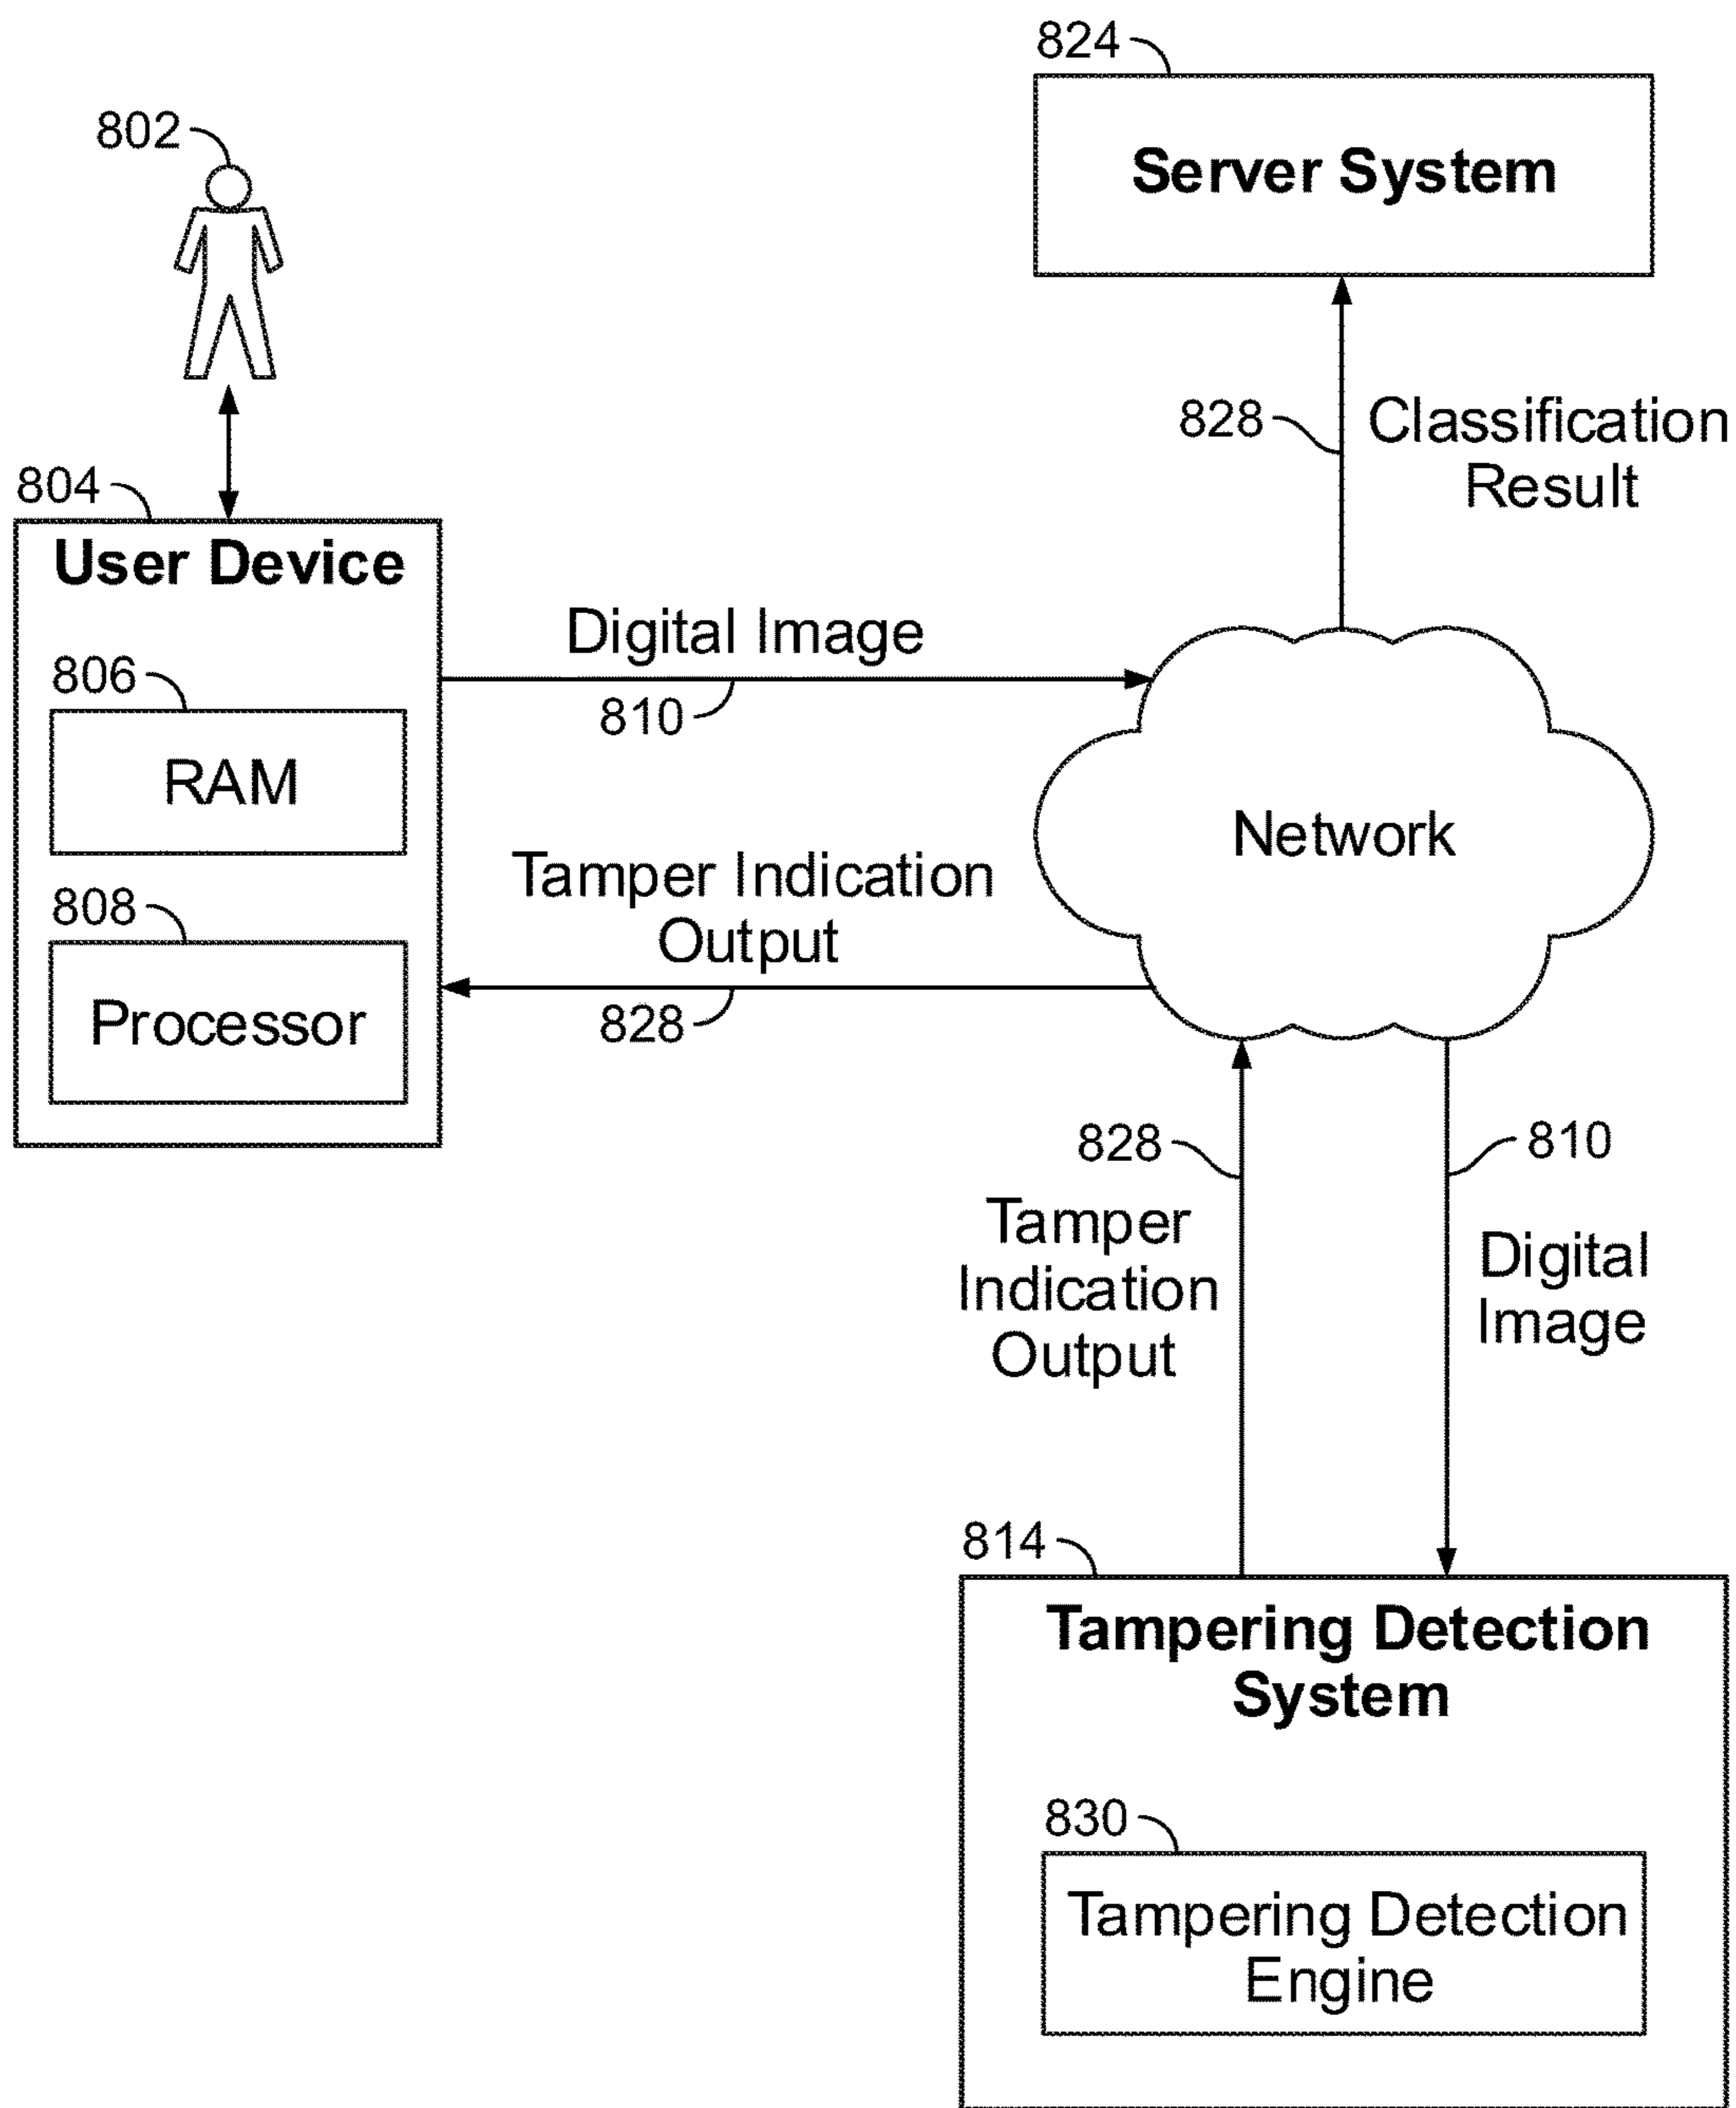 824
Server System
802
828
Classification
Result
804
User Device
Digital Image
810
806
RAM
Network
Tamper Indication
Output
828
808
Processor
828
810
Tamper
Indication
Output
Digital
Image
814
Tampering Detection
System
830
Tampering Detection
Engine